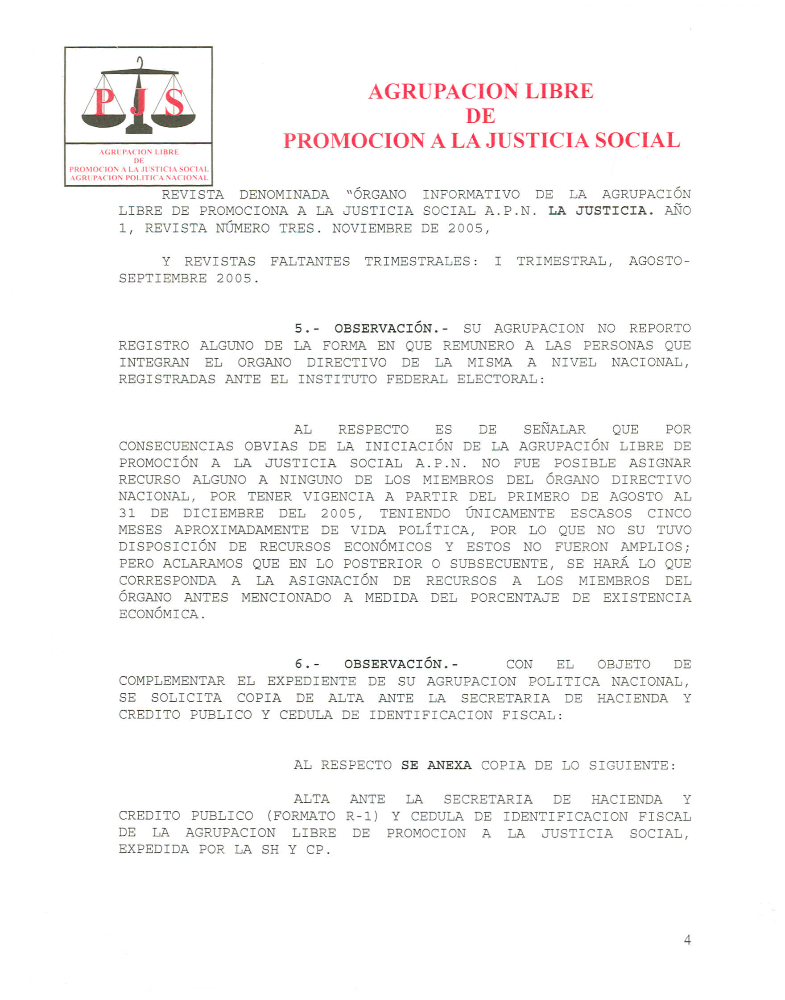 P J S
AGRUPACION LIBRE
DE
PROMOCION A LA JUSTICIA SOCIAL
AGRUPACION POLITICA NACIONAL
AGRUPACION LIBRE
DE
PROMOCION A LA JUSTICIA SOCIAL
REVISTA DENOMINADA "ÓRGANO INFORMATIVO DE LA AGRUPACIÓN
LIBRE DE PROMOCIONA A LA JUSTICIA SOCIAL A.P.N. LA JUSTICIA. AÑO
1, REVISTA NÚMERO TRES. NOVIEMBRE DE 2005,
Y REVISTAS FALTANTES TRIMESTRALES: I TRIMESTRAL, AGOSTO-
SEPTIEMBRE 2005.
5.- OBSERVACIÓN.- SU AGRUPACION NO REPORTO
REGISTRO ALGUNO DE LA FORMA EN QUE REMUNERO A LAS PERSONAS QUE
INTEGRAN EL ORGANO DIRECTIVO DE LA MISMA A NIVEL NACIONAL,
REGISTRADAS ANTE EL INSTITUTO FEDERAL ELECTORAL:
AL RESPECTO ES DE SEÑALAR QUE POR
CONSECUENCIAS OBVIAS DE LA INICIACIÓN DE LA AGRUPACIÓN LIBRE DE
PROMOCIÓN A LA JUSTICIA SOCIAL A.P.N. NO FUE POSIBLE ASIGNAR
RECURSO ALGUNO A NINGUNO DE LOS MIEMBROS DEL ÓRGANO DIRECTIVO
NACIONAL, POR TENER VIGENCIA A PARTIR DEL PRIMERO DE AGOSTO AL
31 DE DICIEMBRE DEL 2005, TENIENDO ÚNICAMENTE ESCASOS CINCO
MESES APROXIMADAMENTE DE VIDA POLÍTICA, POR LO QUE NO SU TUVO
DISPOSICIÓN DE RECURSOS ECONÓMICOS Y ESTOS NO FUERON AMPLIOS;
PERO ACLARAMOS QUE EN LO POSTERIOR O SUBSECUENTE, SE HARÁ LO QUE
CORRESPONDA A LA ASIGNACIÓN DE RECURSOS A LOS MIEMBROS DEL
ÓRGANO ANTES MENCIONADO A MEDIDA DEL PORCENTAJE DE EXISTENCIA
ECONÓMICA.
6.- OBSERVACIÓN.- CON EL OBJETO DE
COMPLEMENTAR EL EXPEDIENTE DE SU AGRUPACION POLITICA NACIONAL,
SE SOLICITA COPIA DE ALTA ANTE LA SECRETARIA DE HACIENDA Y
CREDITO PUBLICO Y CEDULA DE IDENTIFICACION FISCAL:
AL RESPECTO SE ANEXA COPIA DE LO SIGUIENTE:
ALTA ANTE LA SECRETARIA DE HACIENDA Y
CREDITO PUBLICO (FORMATO R-1) Y CEDULA DE IDENTIFICACION FISCAL
DE LA AGRUPACION LIBRE DE PROMOCION A LA JUSTICIA SOCIAL,
EXPEDIDA POR LA SH Y CP.
4